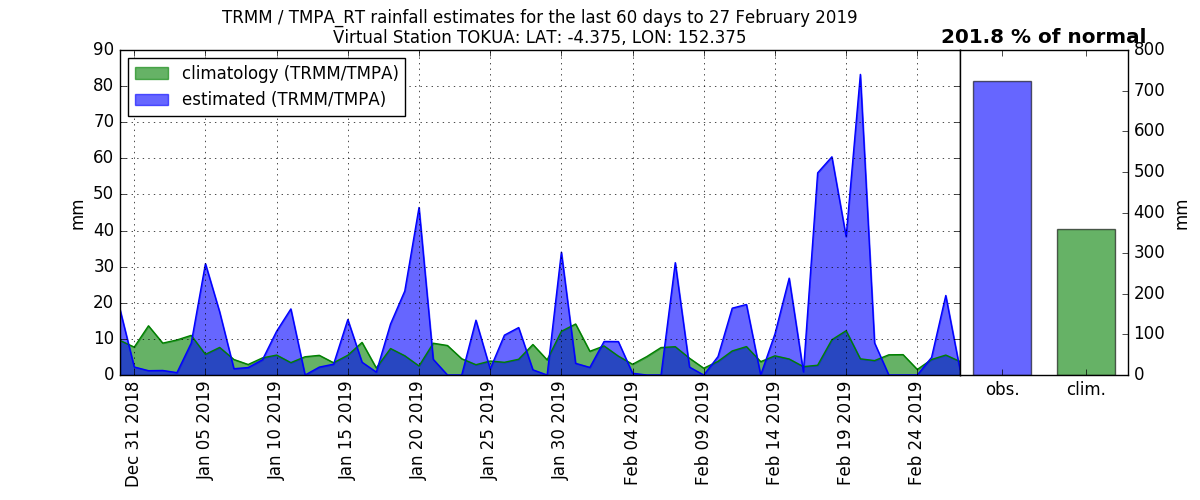 TRMM / TMPA_RT rainfall estimates for the last 60 days to 27 February 2019
Virtual Station TOKUA: LAT: -4.375, LON: 152.375
201.8 % of normal
climatology (TRMM/TMPA)
estimated (TRMM/TMPA)
90
80
70
60
50
40
30
20
10
0
mm
Dec 31 2018
Jan 05 2019
Jan 10 2019
Jan 15 2019
Jan 20 2019
Jan 25 2019
Jan 30 2019
Feb 04 2019
Feb 09 2019
Feb 14 2019
Feb 19 2019
Feb 24 2019
800
700
600
500
400
300
200
100
0
mm
obs.
clim.